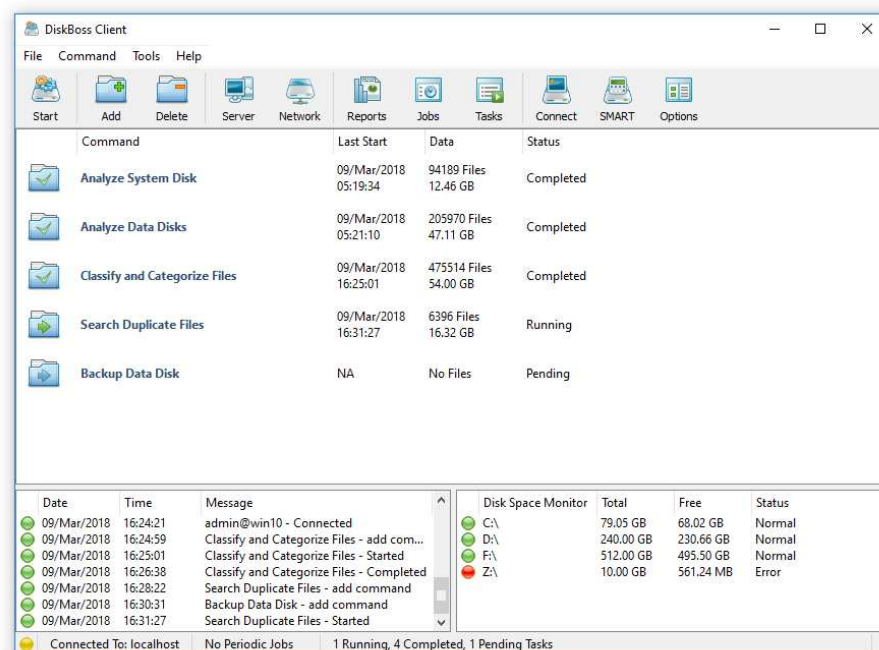 DiskBoss Client
File Command Tools Help
Start Add Delete Server Network Reports Jobs Tasks Connect SMART Options
Command Last Start Data Status
Analyze System Disk 09/Mar/2018 05:19:34 94189 Files 12.46 GB Completed
Analyze Data Disks 09/Mar/2018 05:21:10 205970 Files 47.11 GB Completed
Classify and Categorize Files 09/Mar/2018 16:25:01 475514 Files 54.00 GB Completed
Search Duplicate Files 09/Mar/2018 16:31:27 6396 Files 16.32 GB Running
Backup Data Disk NA No Files Pending
Date Time Message
09/Mar/2018 16:24:21 admin@win10 - Connected
09/Mar/2018 16:24:59 Classify and Categorize Files - add com...
09/Mar/2018 16:25:01 Classify and Categorize Files - Started
09/Mar/2018 16:26:38 Classify and Categorize Files - Completed
09/Mar/2018 16:28:22 Search Duplicate Files - add command
09/Mar/2018 16:30:31 Backup Data Disk - add command
09/Mar/2018 16:31:27 Search Duplicate Files - Started
Disk Space Monitor Total Free Status
C:\ 79.05 GB 68.02 GB Normal
D:\ 240.00 GB 230.66 GB Normal
F:\ 512.00 GB 495.50 GB Normal
Z:\ 10.00 GB 561.24 MB Error
Connected To: localhost No Periodic Jobs 1 Running, 4 Completed, 1 Pending Tasks